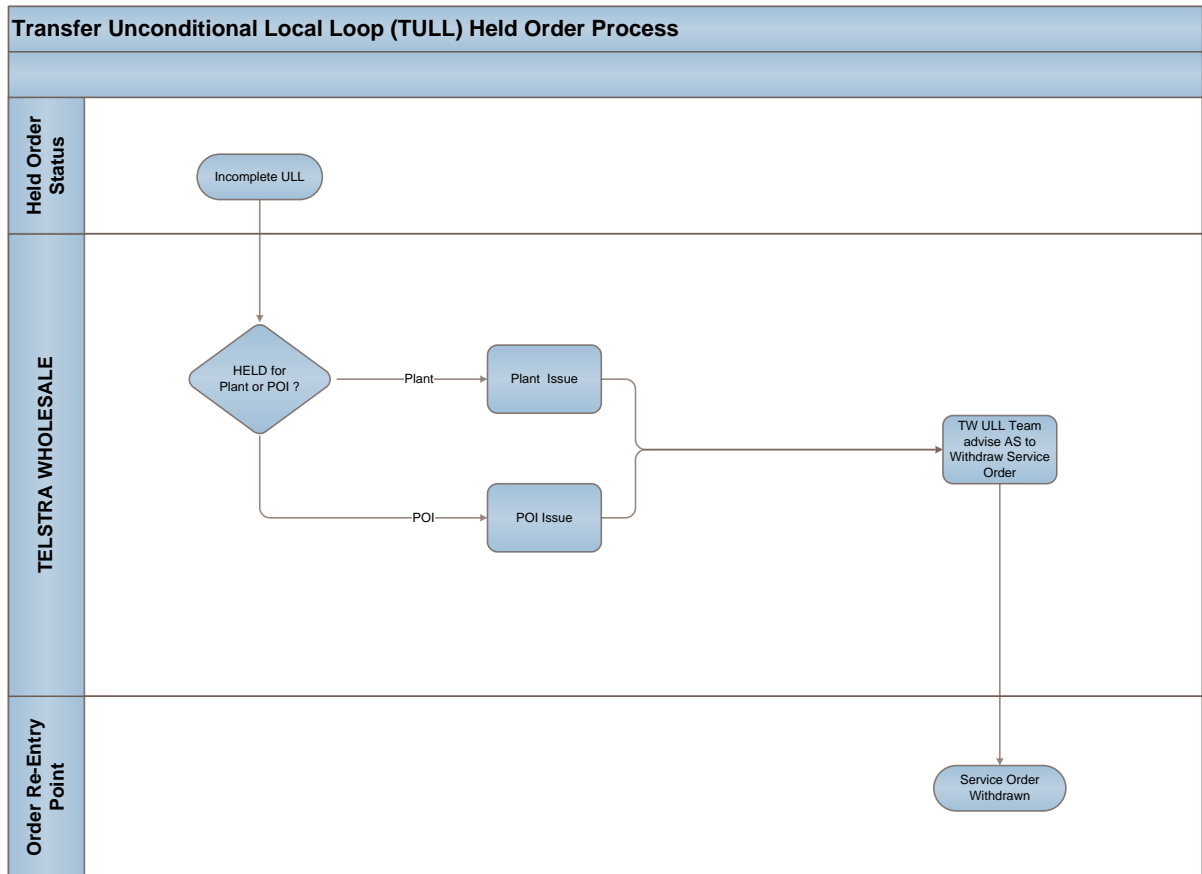 Transfer Unconditional Local Loop (TULL) Held Order Process
Held Order
Status
Incomplete ULL
TELSTRA WHOLESALE
HELD for
Plant or POI ?
Plant
Plant Issue
POI
POI Issue
TW ULL Team
advise AS to
Withdraw Service
Order
Order Re-Entry
Point
Service Order
Withdrawn